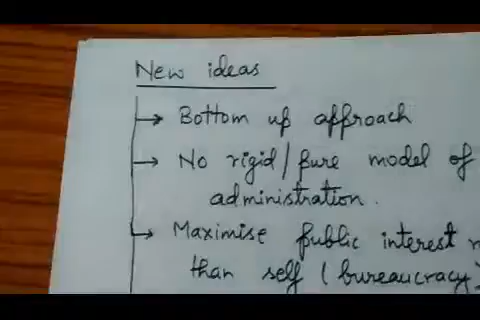 New ideas
Bottom up approach
No rigid/pure model of
administration.
Maximise public interest
than self (bureaucracy)